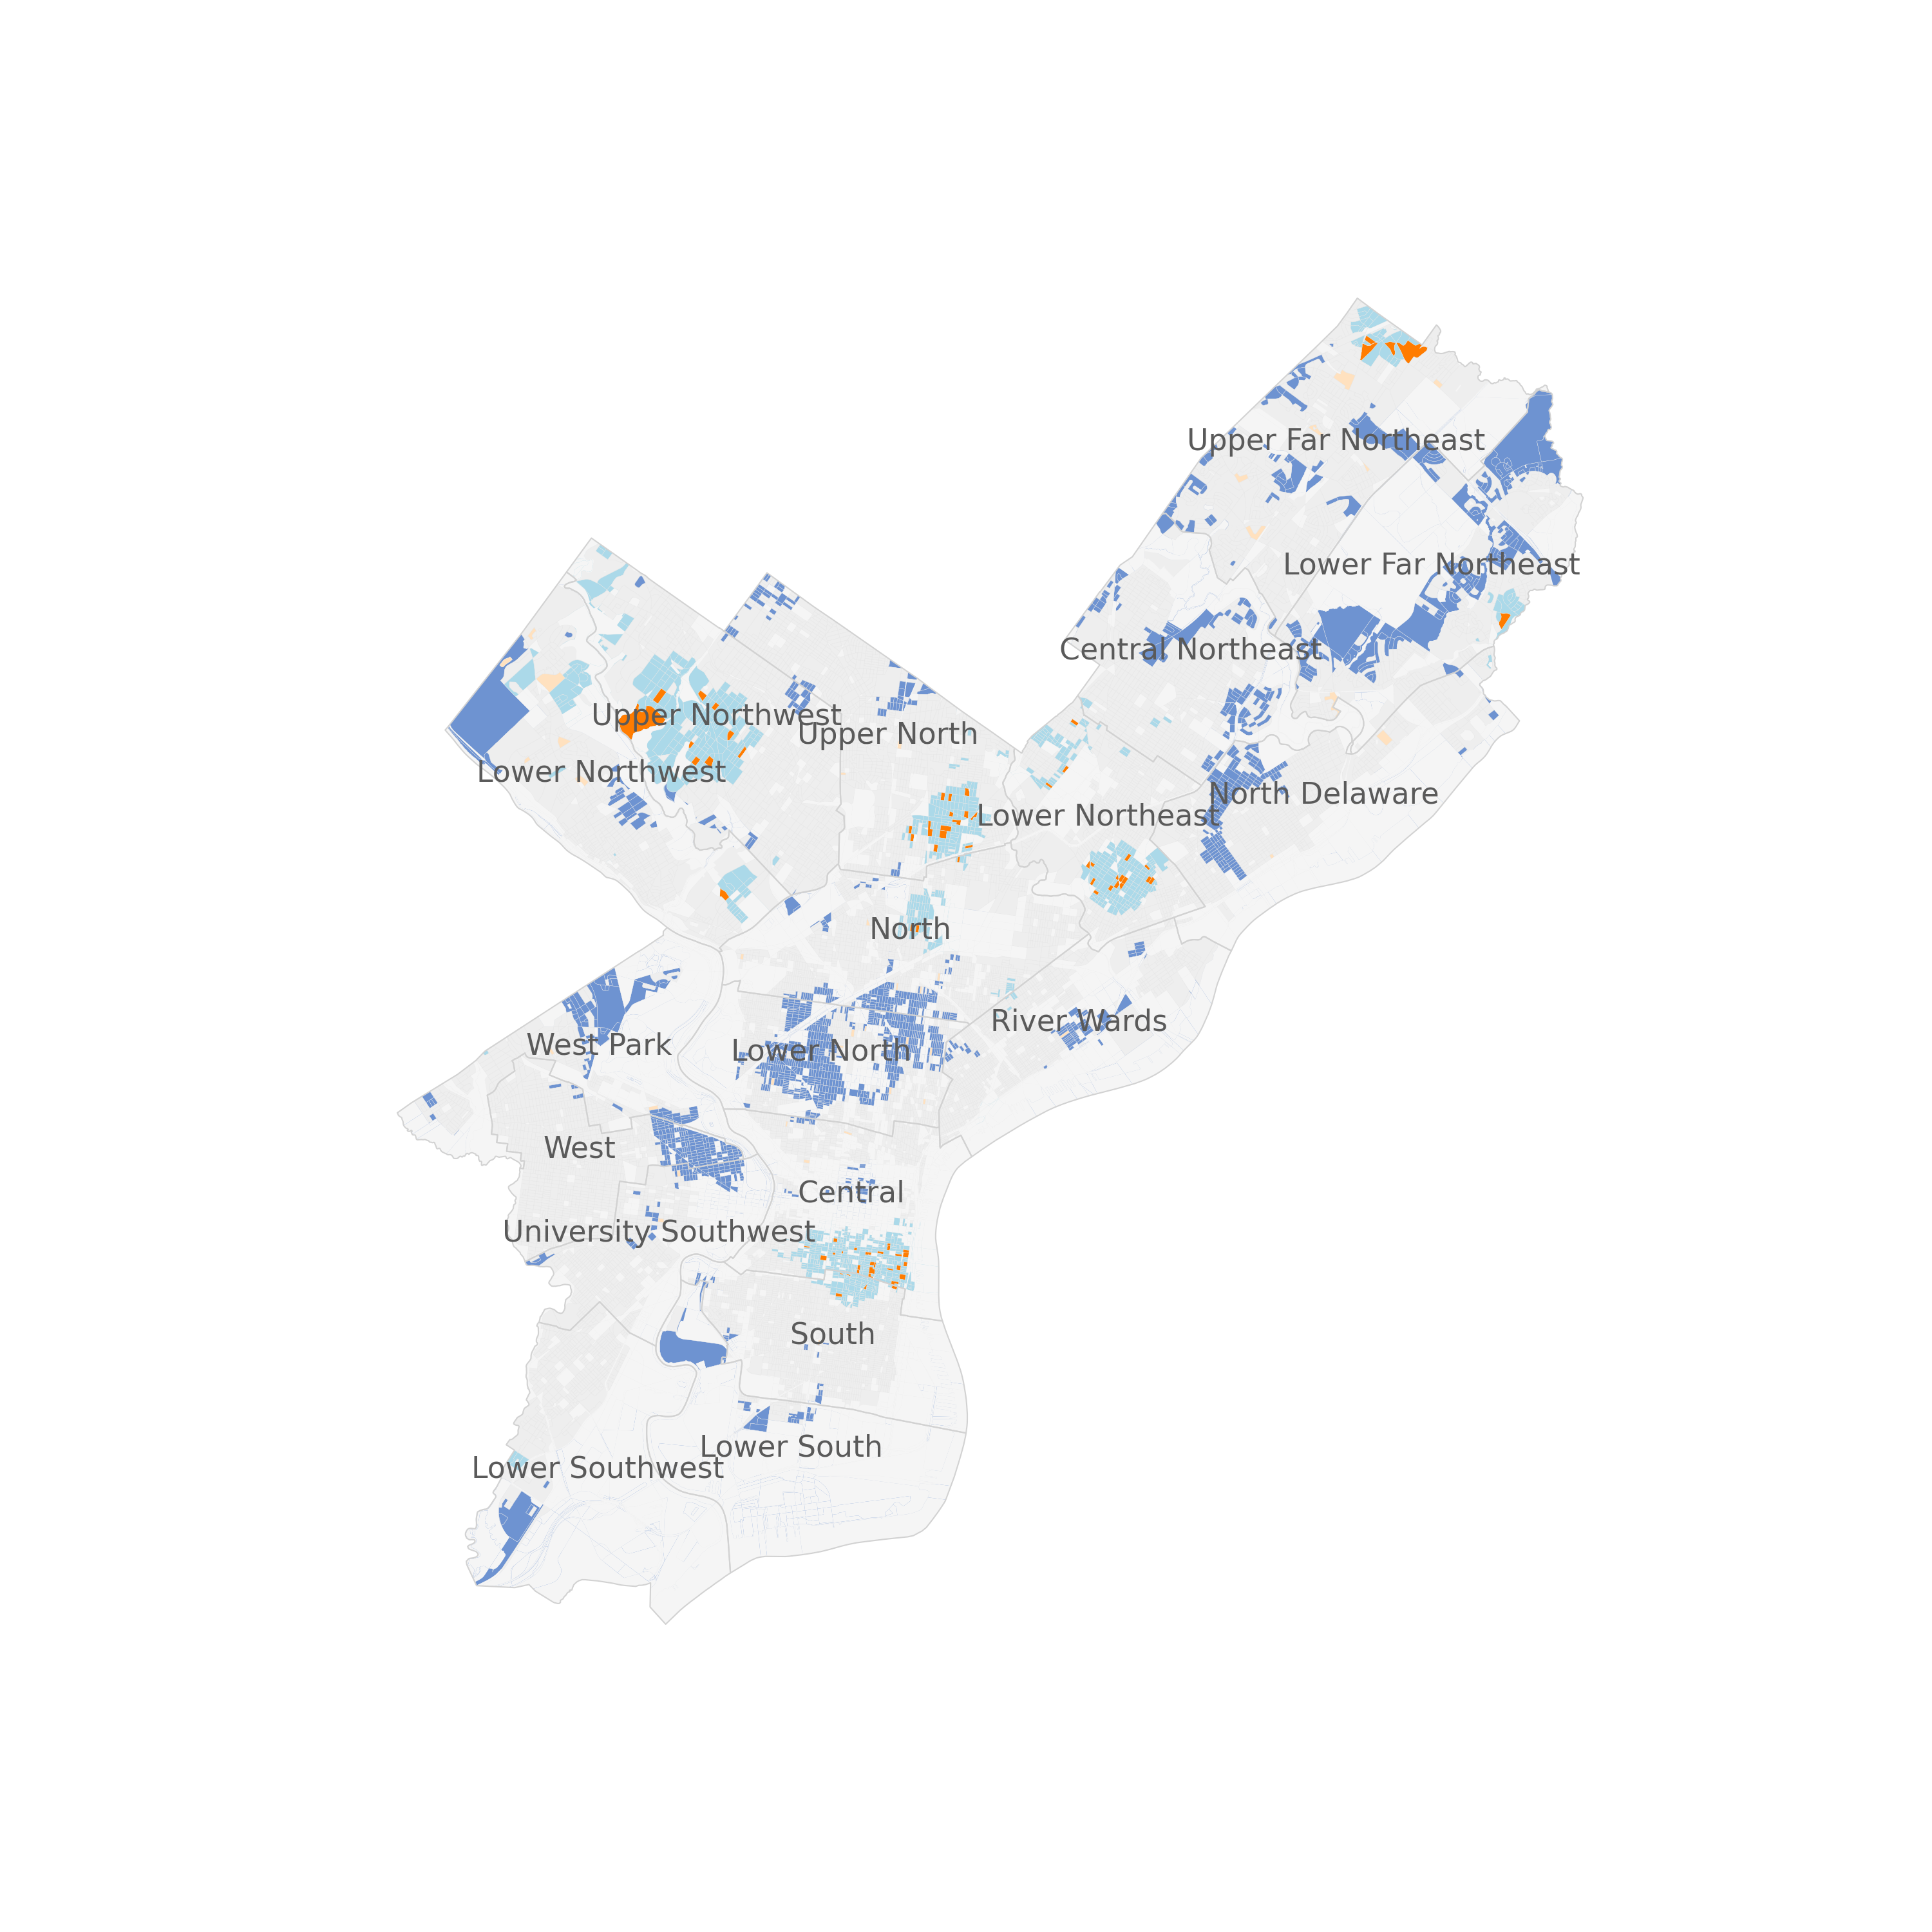 Upper Far Northeast
Lower Far Northeast
Central Northeast
Upper Northwest
Upper North
Lower Northwest
North Delaware
Lower Northeast
North
River Wards
West Park
Lower North
West
Central
University Southwest
South
Lower South
Lower Southwest